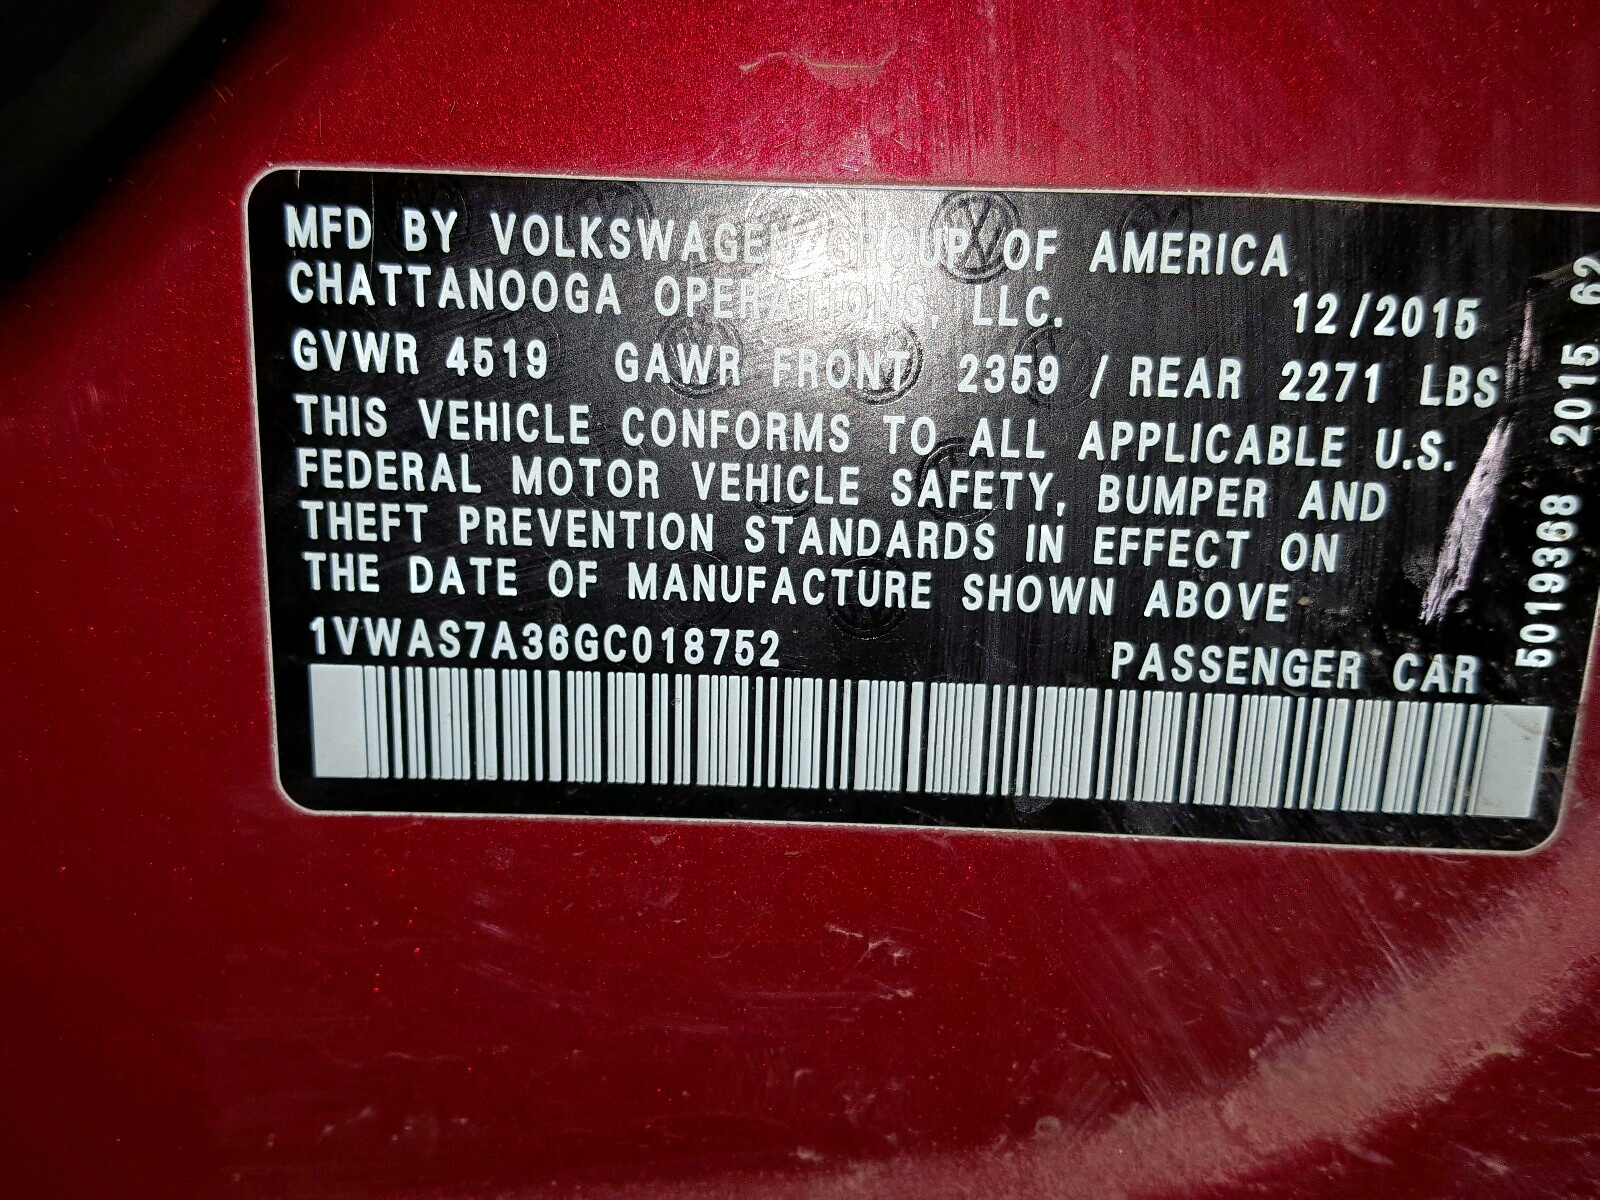 MFD BY VOLKSWAGEN GROUP OF AMERICA
CHATTANOOGA OPERATIONS, LLC. 12/2015
GVWR 4519 GAWR FRONT 2359 / REAR 2271 LBS
THIS VEHICLE CONFORMS TO ALL APPLICABLE U.S.
FEDERAL MOTOR VEHICLE SAFETY, BUMPER AND
THEFT PREVENTION STANDARDS IN EFFECT ON
THE DATE OF MANUFACTURE SHOWN ABOVE
1VWAS7A36GC018752 PASSENGER CAR
5019368 2015 62